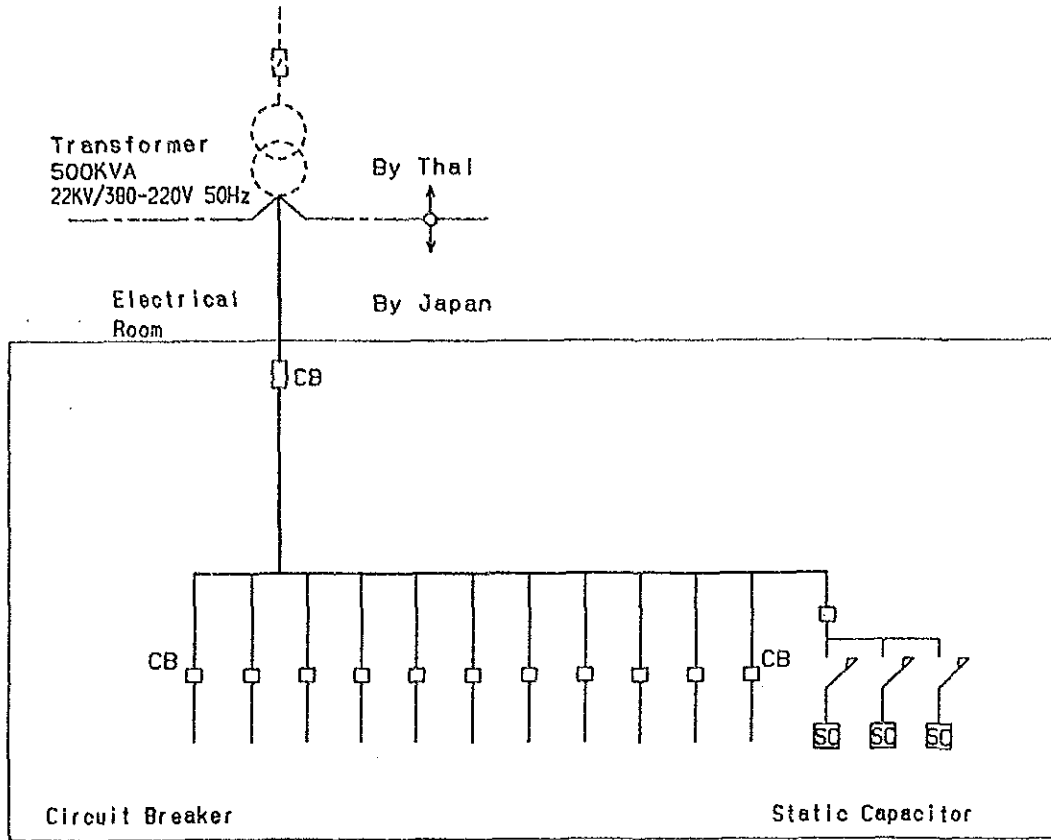 Transformer
500KVA
22KV/380-220V 50Hz
By Thai
By Japan
Electrical
Room
CB
CB
CB
SC SC SC
Circuit Breaker
Static Capacitor